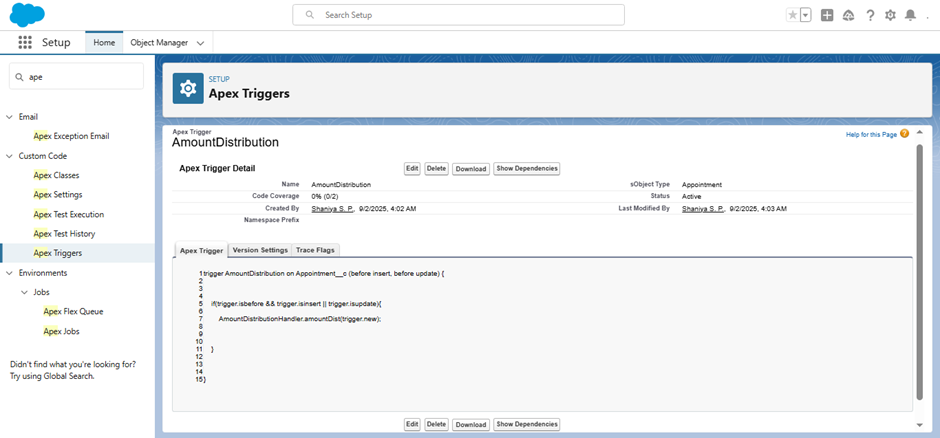 Search Setup
Setup
Home
Object Manager
ape
Email
Apex Exception Email
Custom Code
Apex Classes
Apex Settings
Apex Test Execution
Apex Test History
Apex Triggers
Environments
Jobs
Apex Flex Queue
Apex Jobs
Didn't find what you're looking for?
Try using Global Search.
SETUP
Apex Triggers
Apex Trigger
AmountDistribution
Help for this Page
Apex Trigger Detail
Edit Delete Download Show Dependencies
Name AmountDistribution sObject Type Appointment
Code Coverage 0% (0/2) Status Active
Created By Shaniya S. P., 9/2/2025, 4:02 AM Last Modified By Shaniya S. P., 9/2/2025, 4:03 AM
Namespace Prefix
Apex Trigger Version Settings Trace Flags
1 trigger AmountDistribution on Appointment__c (before insert, before update) {
2
3
4
5 if(trigger.isbefore && trigger.isinsert || trigger.isupdate){
6
7 AmountDistributionHandler.amountDist(trigger.new);
8
9
10
11 }
12
13
14
15 }
Edit Delete Download Show Dependencies